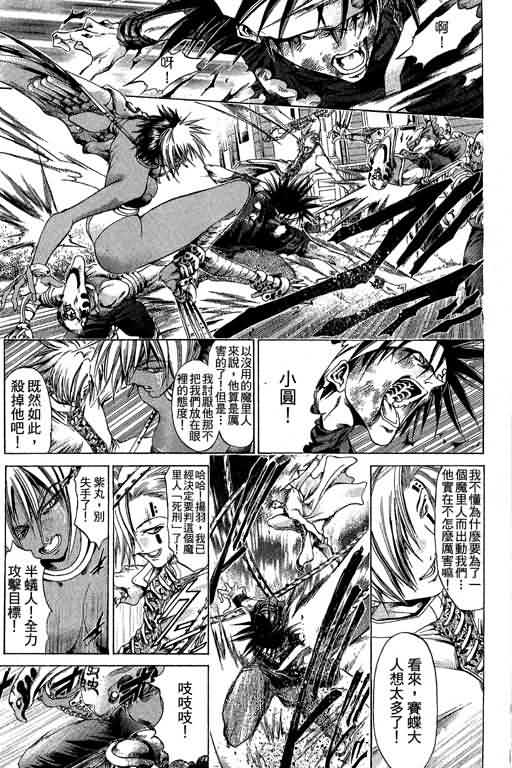 啊！
呀！
小圓！
以沒用的魔里人
來說，他算是厲
害的了！但是…
我討厭他那不
把我們放在眼
裡的態度！
既然如此，
殺掉他吧！
我不懂為什麼要為了一
個魔里人而出動我們…
他實在不怎麼厲害嘛！
看來，賽蝶大
人想太多了！
哈哈！揚羽，我已
經決定要判這個魔
里人「死刑」了！
紫丸，別
失手了！
半蟻人！全力
攻擊目標！
吱吱吱！